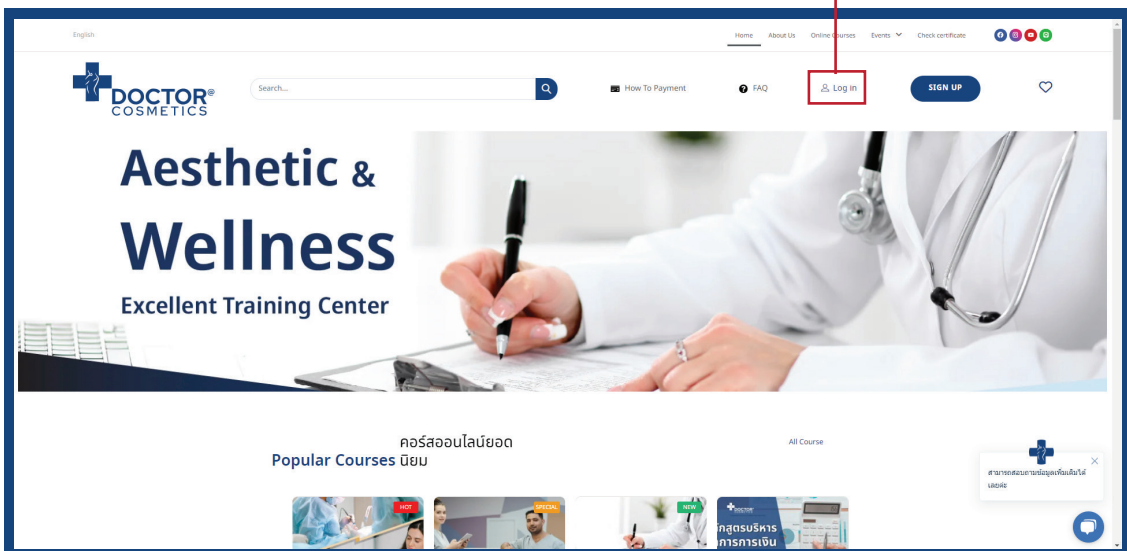 English
Home About Us Online Courses Events Check certificate
DOCTOR@
COSMETICS
Search...
How To Payment
FAQ
Log in
SIGN UP
Aesthetic &
Wellness
Excellent Training Center
Popular Courses
คอร์สออนไลน์ยอด
นิยม
All Course
HOT
SPECIAL
NEW
DOCTOR
กสูตรบริหาร
การการเงิน
สามารถสอบถามข้อมูลเพิ่มเติมได้
เลยค่ะ